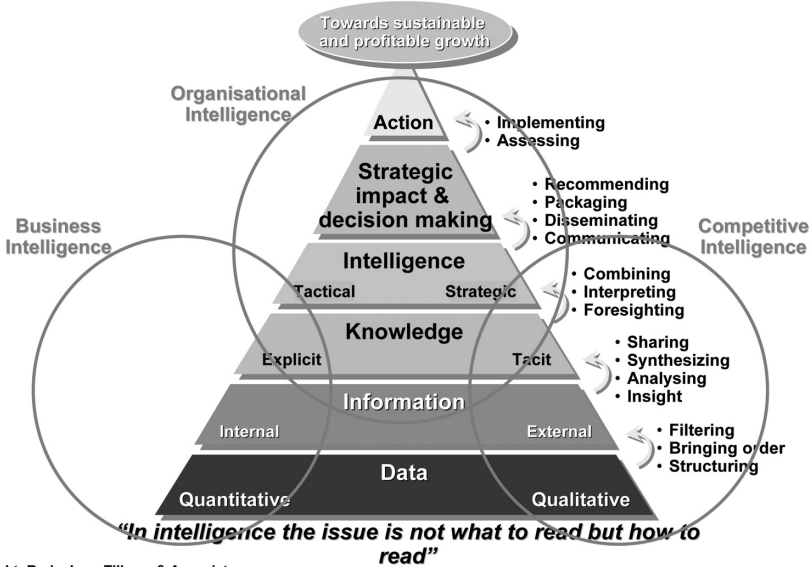 Towards sustainable
and profitable growth
Organisational
Intelligence
Action
• Implementing
• Assessing
Strategic
impact &
decision making
• Recommending
• Packaging
• Disseminating
• Communicating
Business
Intelligence
Competitive
Intelligence
Intelligence
Tactical Strategic
• Combining
• Interpreting
• Foresighting
Knowledge
Explicit Tacit
• Sharing
• Synthesizing
• Analysing
• Insight
Information
Internal External
• Filtering
• Bringing order
• Structuring
Data
Quantitative Qualitative
“In intelligence the issue is not what to read but how to
read”